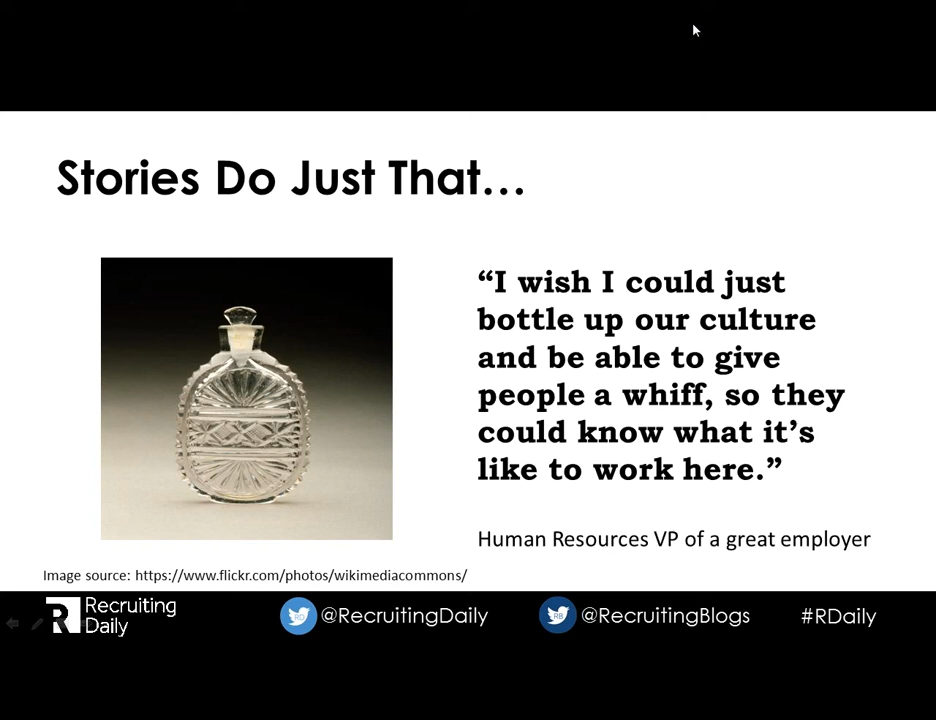 Stories Do Just That…
“I wish I could just
bottle up our culture
and be able to give
people a whiff, so they
could know what it’s
like to work here.”
Human Resources VP of a great employer
Image source: https://www.flickr.com/photos/wikimediacommons/
R
Recruiting
Daily
RD
@RecruitingDaily
RB
@RecruitingBlogs
#RDaily